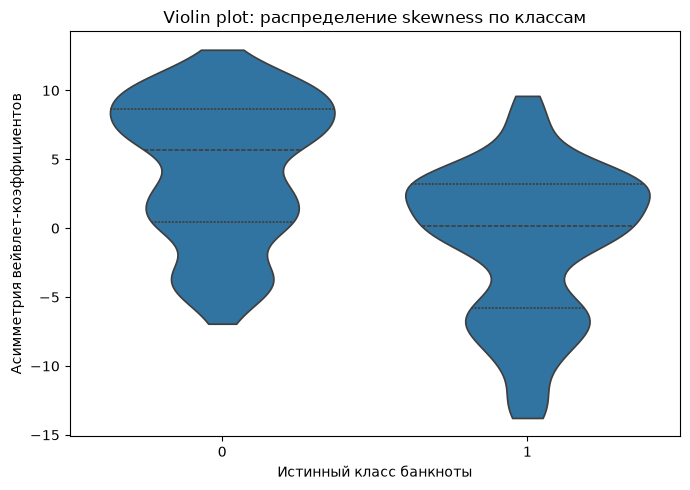 Violin plot: распределение skewness по классам
Асимметрия вейвлет-коэффициентов
10
5
0
−5
−10
−15
0 1
Истинный класс банкноты